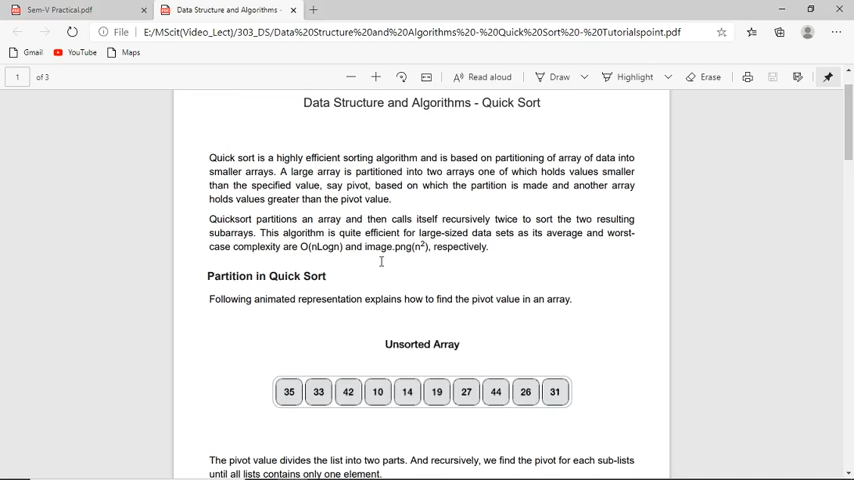 Sem-V Practical.pdf
Data Structure and Algorithms -
File
E:/MScit(Video_Lect)/303_DS/Data%20Structure%20and%20Algorithms%20-%20Quick%20Sort%20-%20Tutorialspoint.pdf
Gmail YouTube Maps
1 of 3 Read aloud Draw Highlight Erase
Data Structure and Algorithms - Quick Sort
Quick sort is a highly efficient sorting algorithm and is based on partitioning of array of data into
smaller arrays. A large array is partitioned into two arrays one of which holds values smaller
than the specified value, say pivot, based on which the partition is made and another array
holds values greater than the pivot value.
Quicksort partitions an array and then calls itself recursively twice to sort the two resulting
subarrays. This algorithm is quite efficient for large-sized data sets as its average and worst-
case complexity are O(nLogn) and image.png(n²), respectively.
Partition in Quick Sort
Following animated representation explains how to find the pivot value in an array.
Unsorted Array
35 33 42 10 14 19 27 44 26 31
The pivot value divides the list into two parts. And recursively, we find the pivot for each sub-lists
until all lists contains only one element.